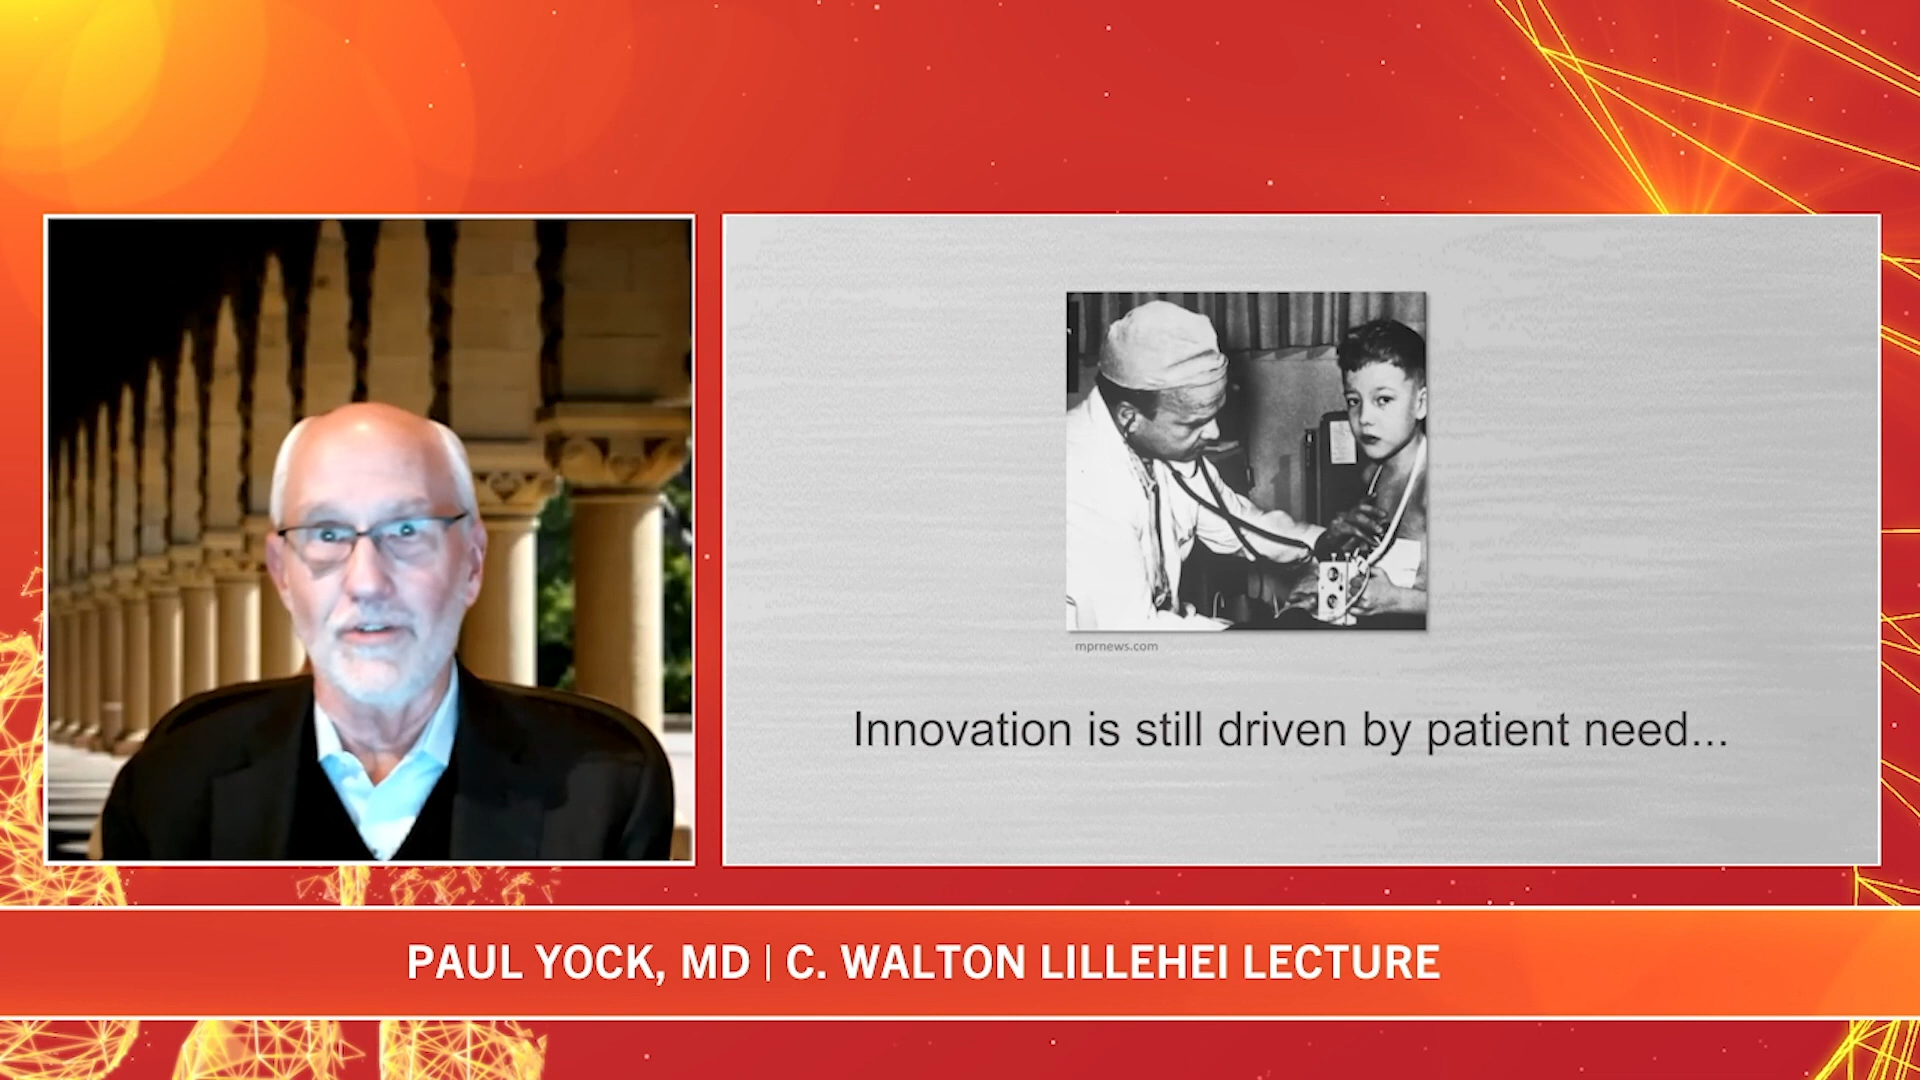 mprnews.com
Innovation is still driven by patient need...
PAUL YOCK, MD | C. WALTON LILLEHEI LECTURE